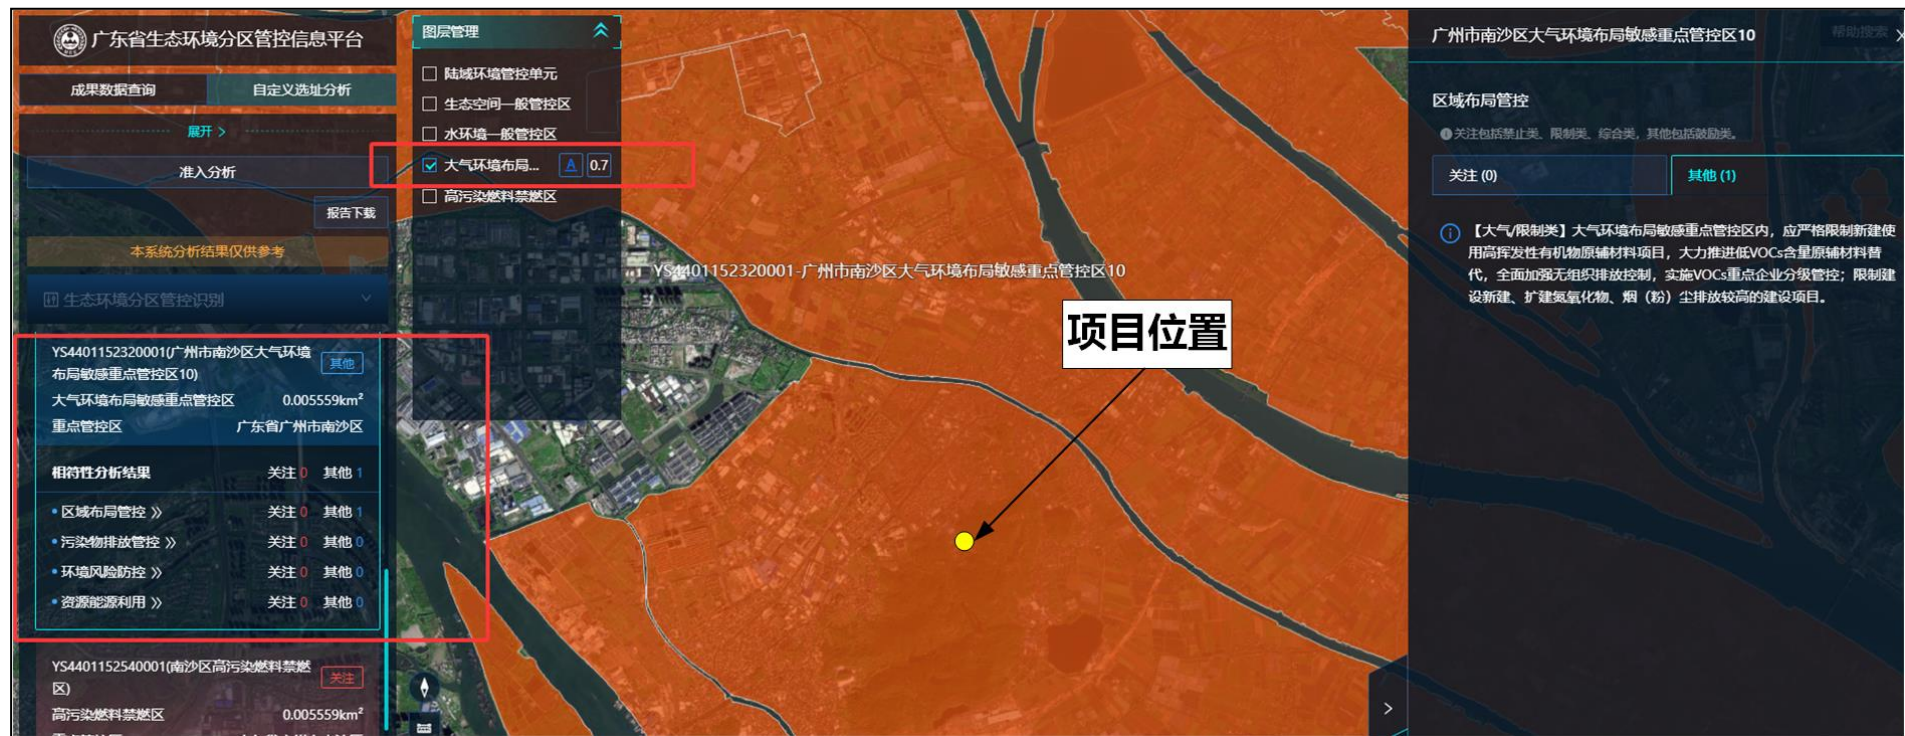 广东省生态环境分区管控信息平台
成果数据查询
自定义选址分析
展开 >
准入分析
报告下载
本系统分析结果仅供参考
生态环境分区管控识别
YS4401152320001(广州市南沙区大气环境
布局敏感重点管控区10)
其他
大气环境布局敏感重点管控区 0.005559km²
重点管控区 广东省广州市南沙区
相符性分析结果 关注 0 其他 1
区域布局管控 》 关注 0 其他 1
污染物排放管控 》 关注 0 其他 0
环境风险防控 》 关注 0 其他 0
资源能源利用 》 关注 0 其他 0
YS4401152540001(南沙区高污染燃料禁燃
区)
关注
高污染燃料禁燃区 0.005559km²
图层管理
陆域环境管控单元
生态空间一般管控区
水环境一般管控区
大气环境布局... A 0.7
高污染燃料禁燃区
YS4401152320001-广州市南沙区大气环境布局敏感重点管控区10
项目位置
广州市南沙区大气环境布局敏感重点管控区10
帮助搜索
区域布局管控
关注包括禁止类、限制类、综合类，其他包括鼓励类。
关注 (0)
其他 (1)
【大气/限制类】大气环境布局敏感重点管控区内，应严格限制新建使
用高挥发性有机物原辅材料项目，大力推进低VOCs含量原辅材料替
代，全面加强无组织排放控制，实施VOCs重点企业分级管控；限制建
设新建、扩建氮氧化物、烟（粉）尘排放较高的建设项目。